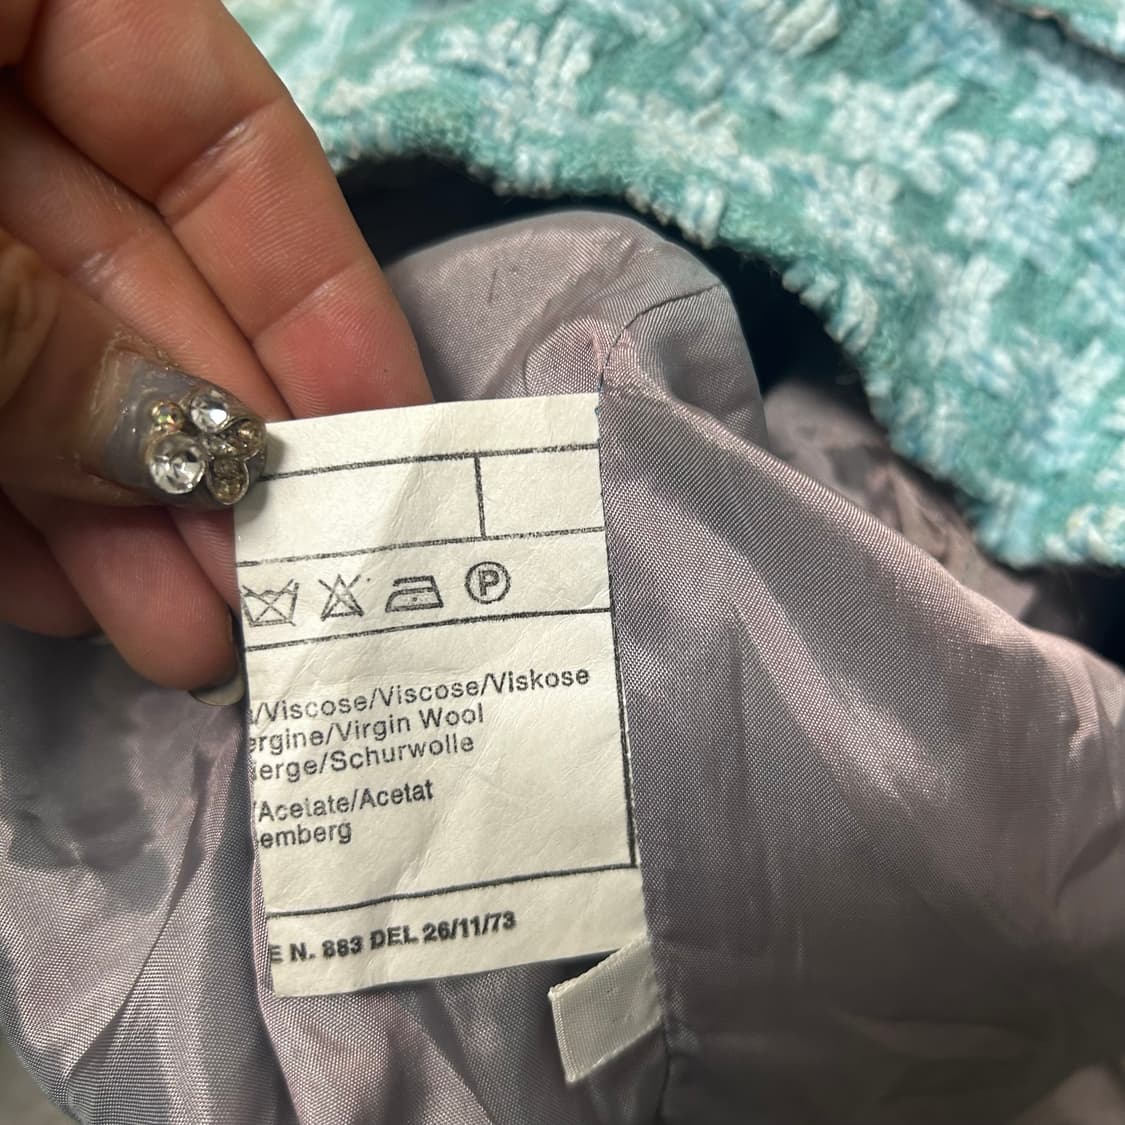 P
/Viscose/Viscose/Viskose
ergine/Virgin Wool
ierge/Schurwolle
/Acetate/Acetat
emberg
E N. 883 DEL 26/11/73